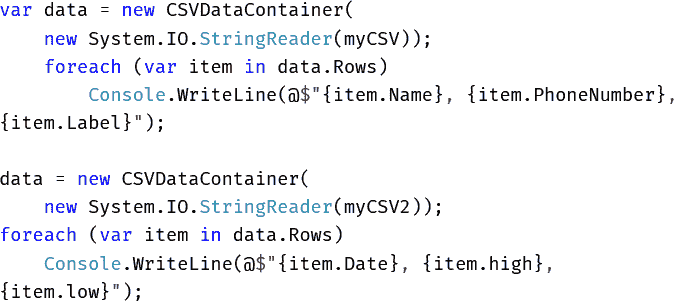 var data = new CSVDataContainer(
    new System.IO.StringReader(myCSV));
    foreach (var item in data.Rows)
        Console.WriteLine(@$"{item.Name}, {item.PhoneNumber},
{item.Label}");

data = new CSVDataContainer(
    new System.IO.StringReader(myCSV2));
foreach (var item in data.Rows)
    Console.WriteLine(@$"{item.Date}, {item.high},
{item.low}");